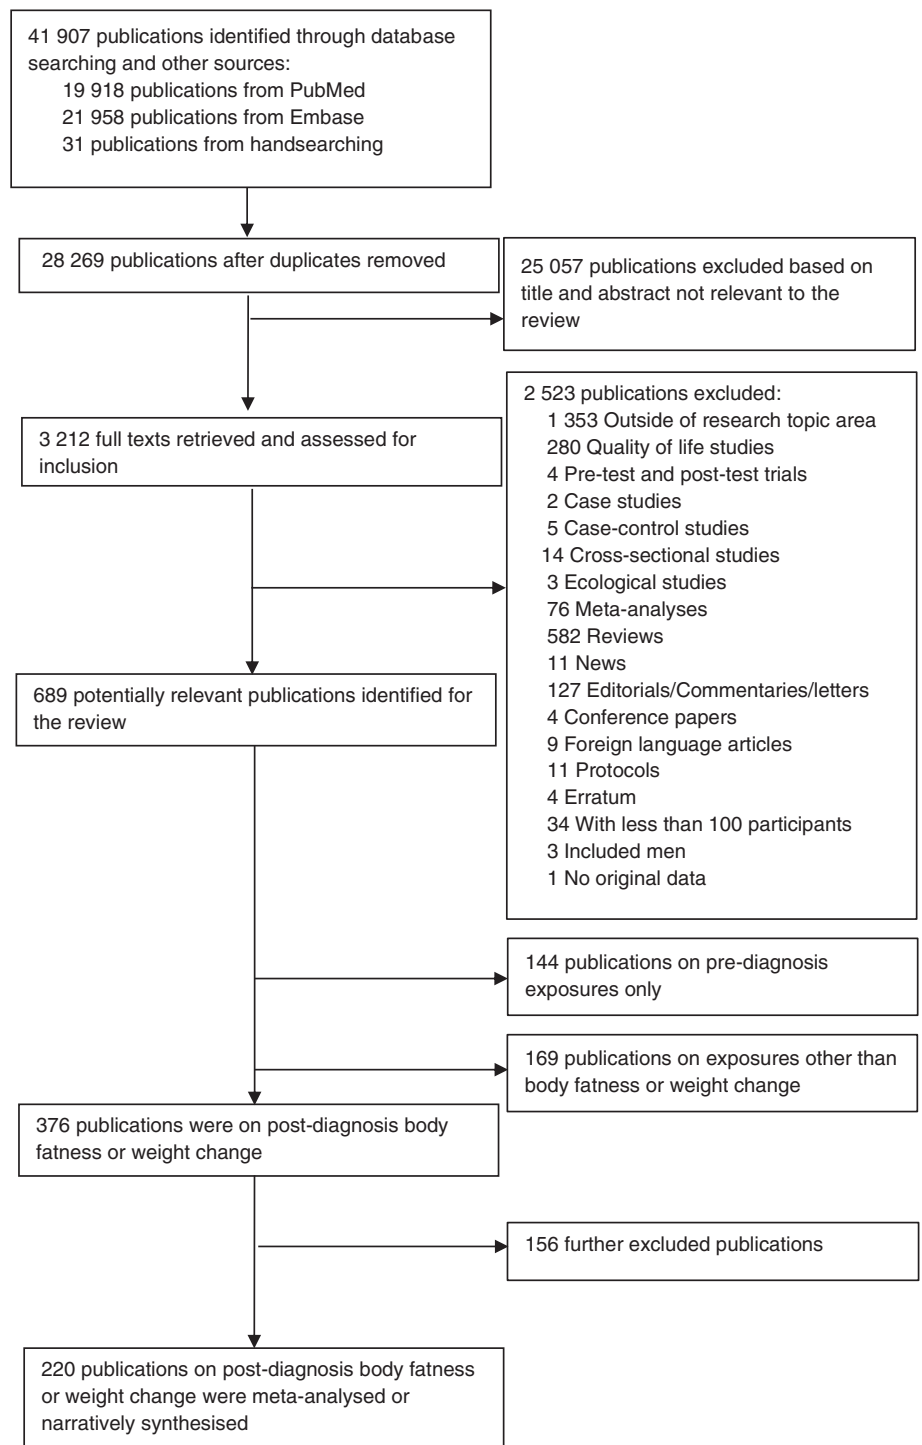 41 907 publications identified through database
searching and other sources:
19 918 publications from PubMed
21 958 publications from Embase
31 publications from handsearching
28 269 publications after duplicates removed
25 057 publications excluded based on
title and abstract not relevant to the
review
3 212 full texts retrieved and assessed for
inclusion
2 523 publications excluded:
1 353 Outside of research topic area
280 Quality of life studies
4 Pre-test and post-test trials
2 Case studies
5 Case-control studies
14 Cross-sectional studies
3 Ecological studies
76 Meta-analyses
582 Reviews
11 News
127 Editorials/Commentaries/letters
4 Conference papers
9 Foreign language articles
11 Protocols
4 Erratum
34 With less than 100 participants
3 Included men
1 No original data
689 potentially relevant publications identified for
the review
144 publications on pre-diagnosis
exposures only
169 publications on exposures other than
body fatness or weight change
376 publications were on post-diagnosis body
fatness or weight change
156 further excluded publications
220 publications on post-diagnosis body fatness
or weight change were meta-analysed or
narratively synthesised